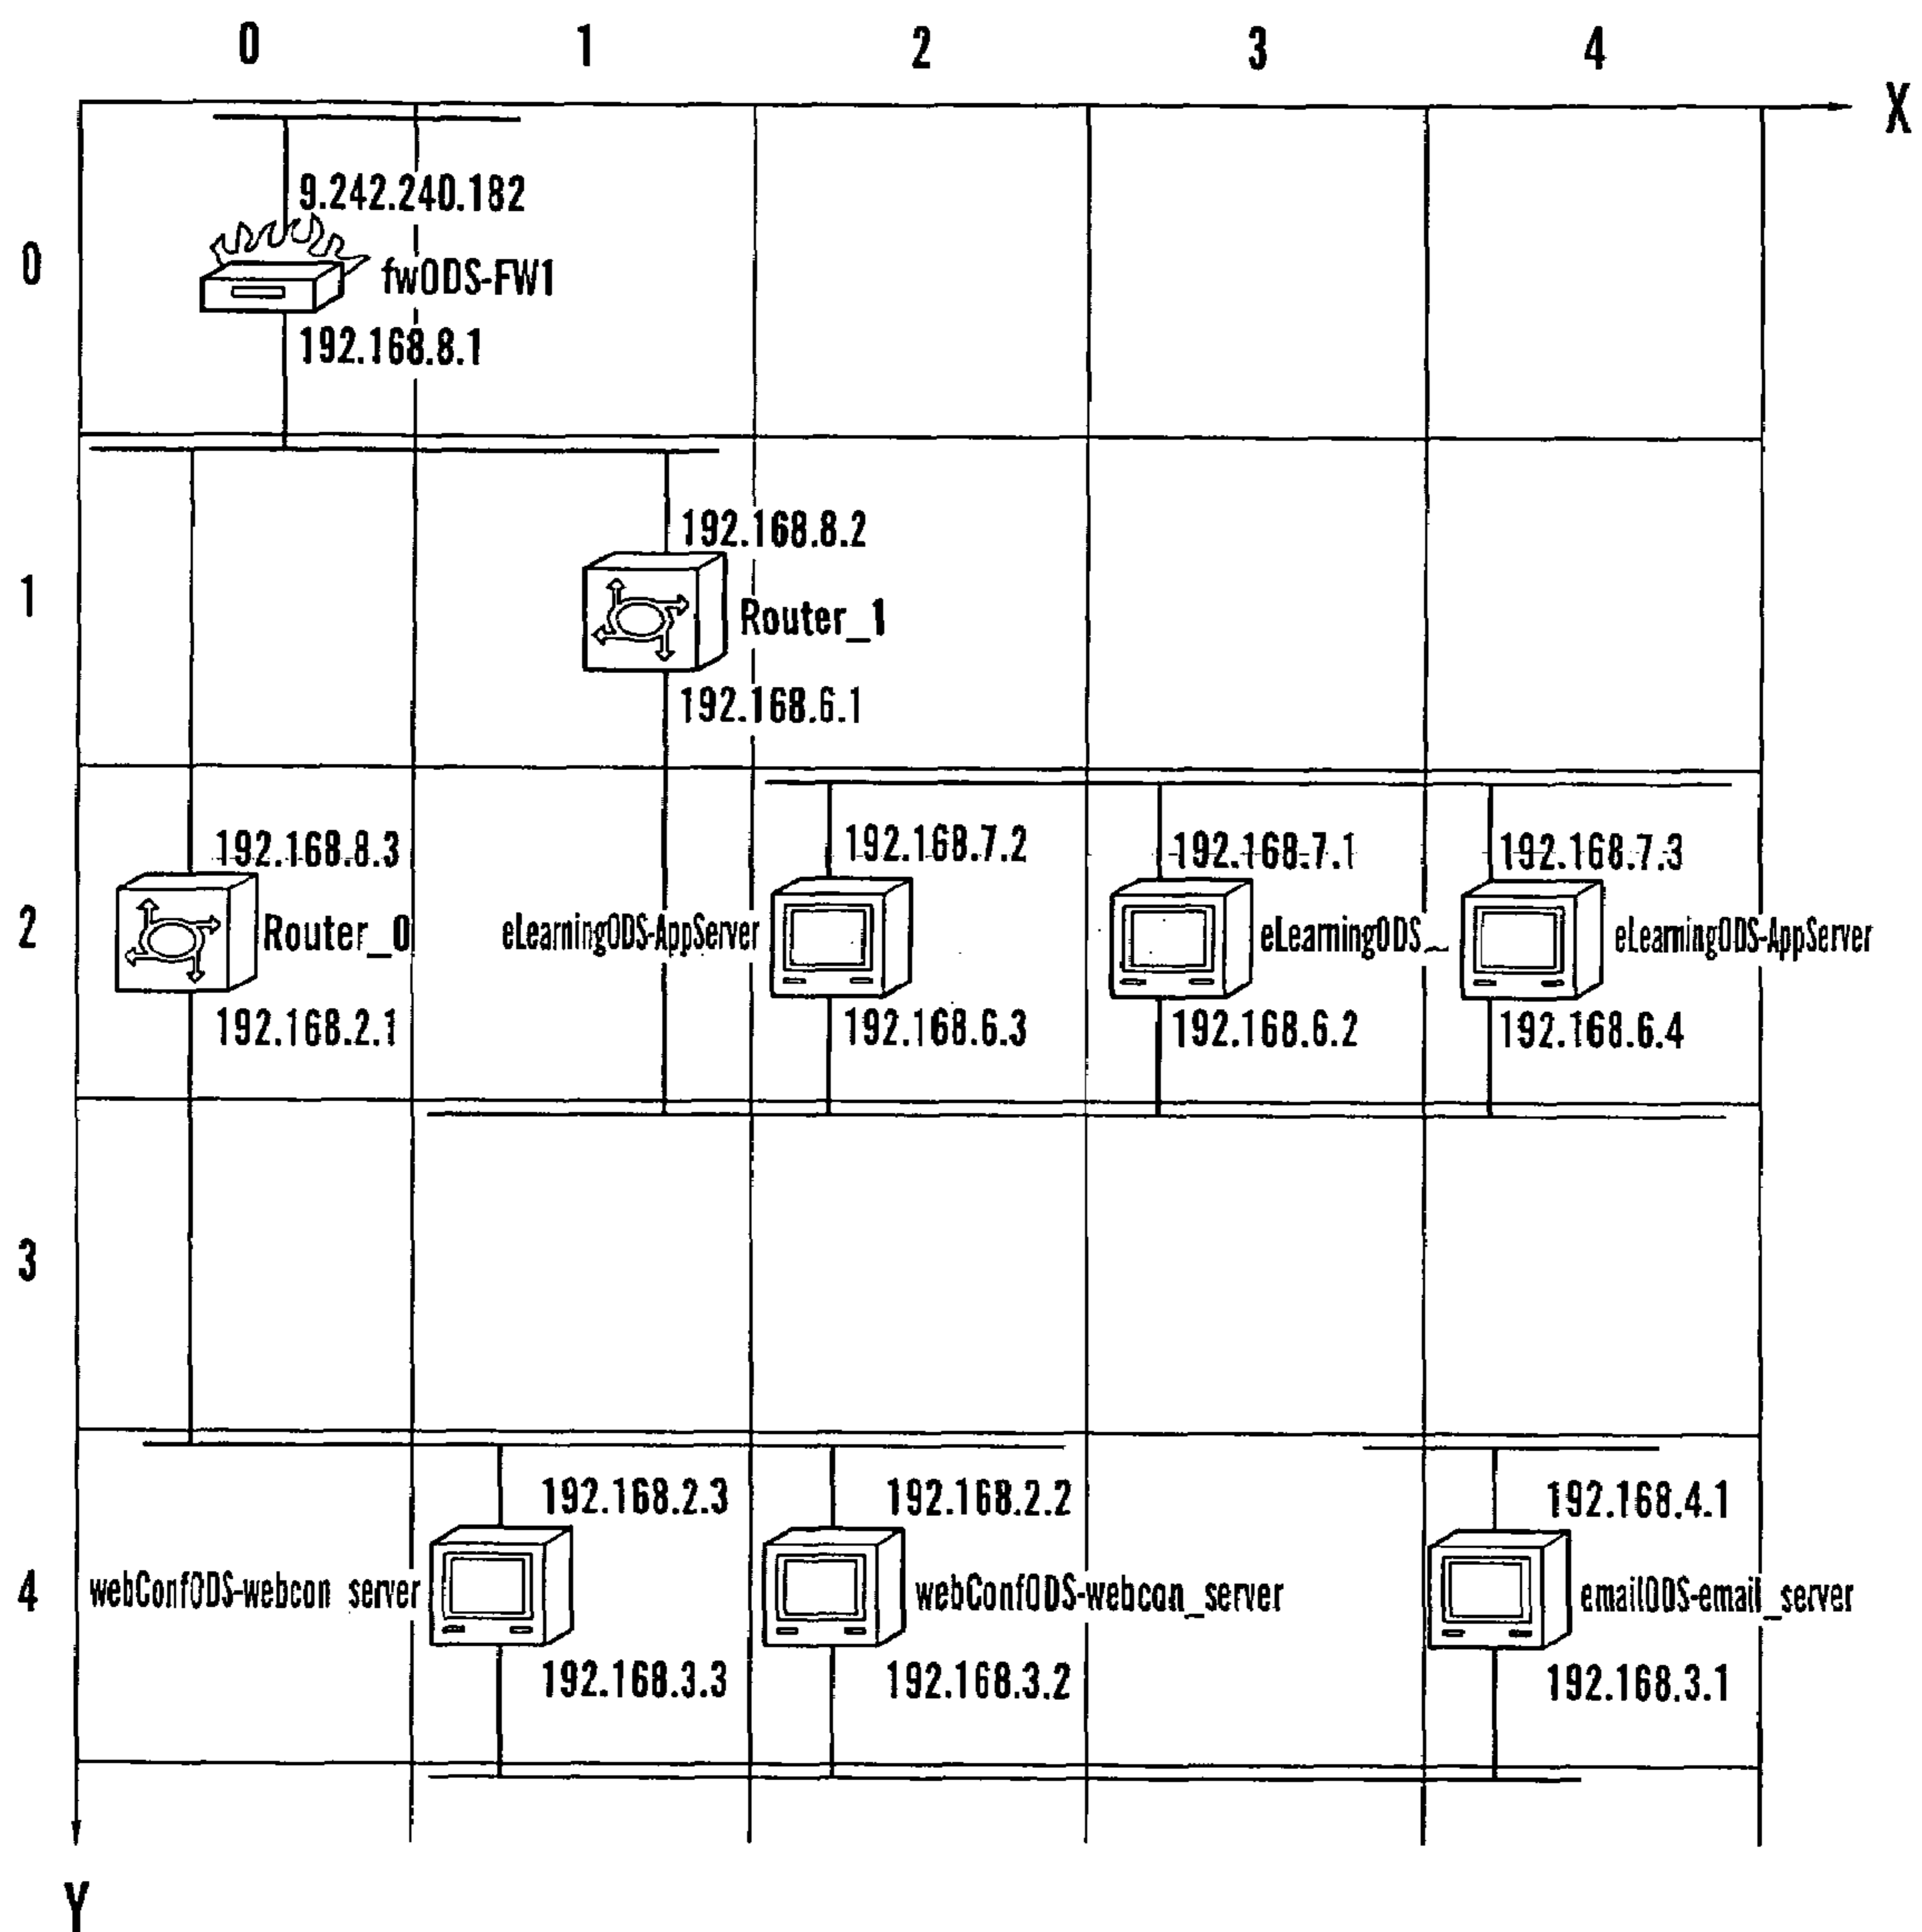 0 1 2 3 4
X
9.242.240.182
0
fwODS-FW1
192.168.8.1
192.168.8.2
1
Router_1
192.168.6.1
192.168.8.3 192.168.7.2 192.168.7.1 192.168.7.3
2
Router_0 eLearningODS-AppServer eLearningODS eLearningODS-AppServer
192.168.2.1 192.168.6.3 192.168.6.2 192.168.6.4
3
192.168.2.3 192.168.2.2 192.168.4.1
4
webConfODS-webcon server webConfODS-webcon_server emailODS-email_server
192.168.3.3 192.168.3.2 192.168.3.1
Y